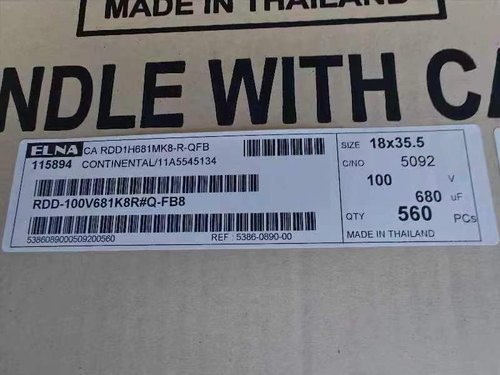 MADE IN THAILAND
NDLE WITH CA
ELNA CA RDD1H681MK8-R-QFB
115894 CONTINENTAL/11A5545134
RDD-100V681K8R#Q-FB8
5386089000509200560 REF : 5386-0890-00
SIZE 18x35.5
C/NO 5092
100 V
680 uF
QTY 560 PCs
MADE IN THAILAND